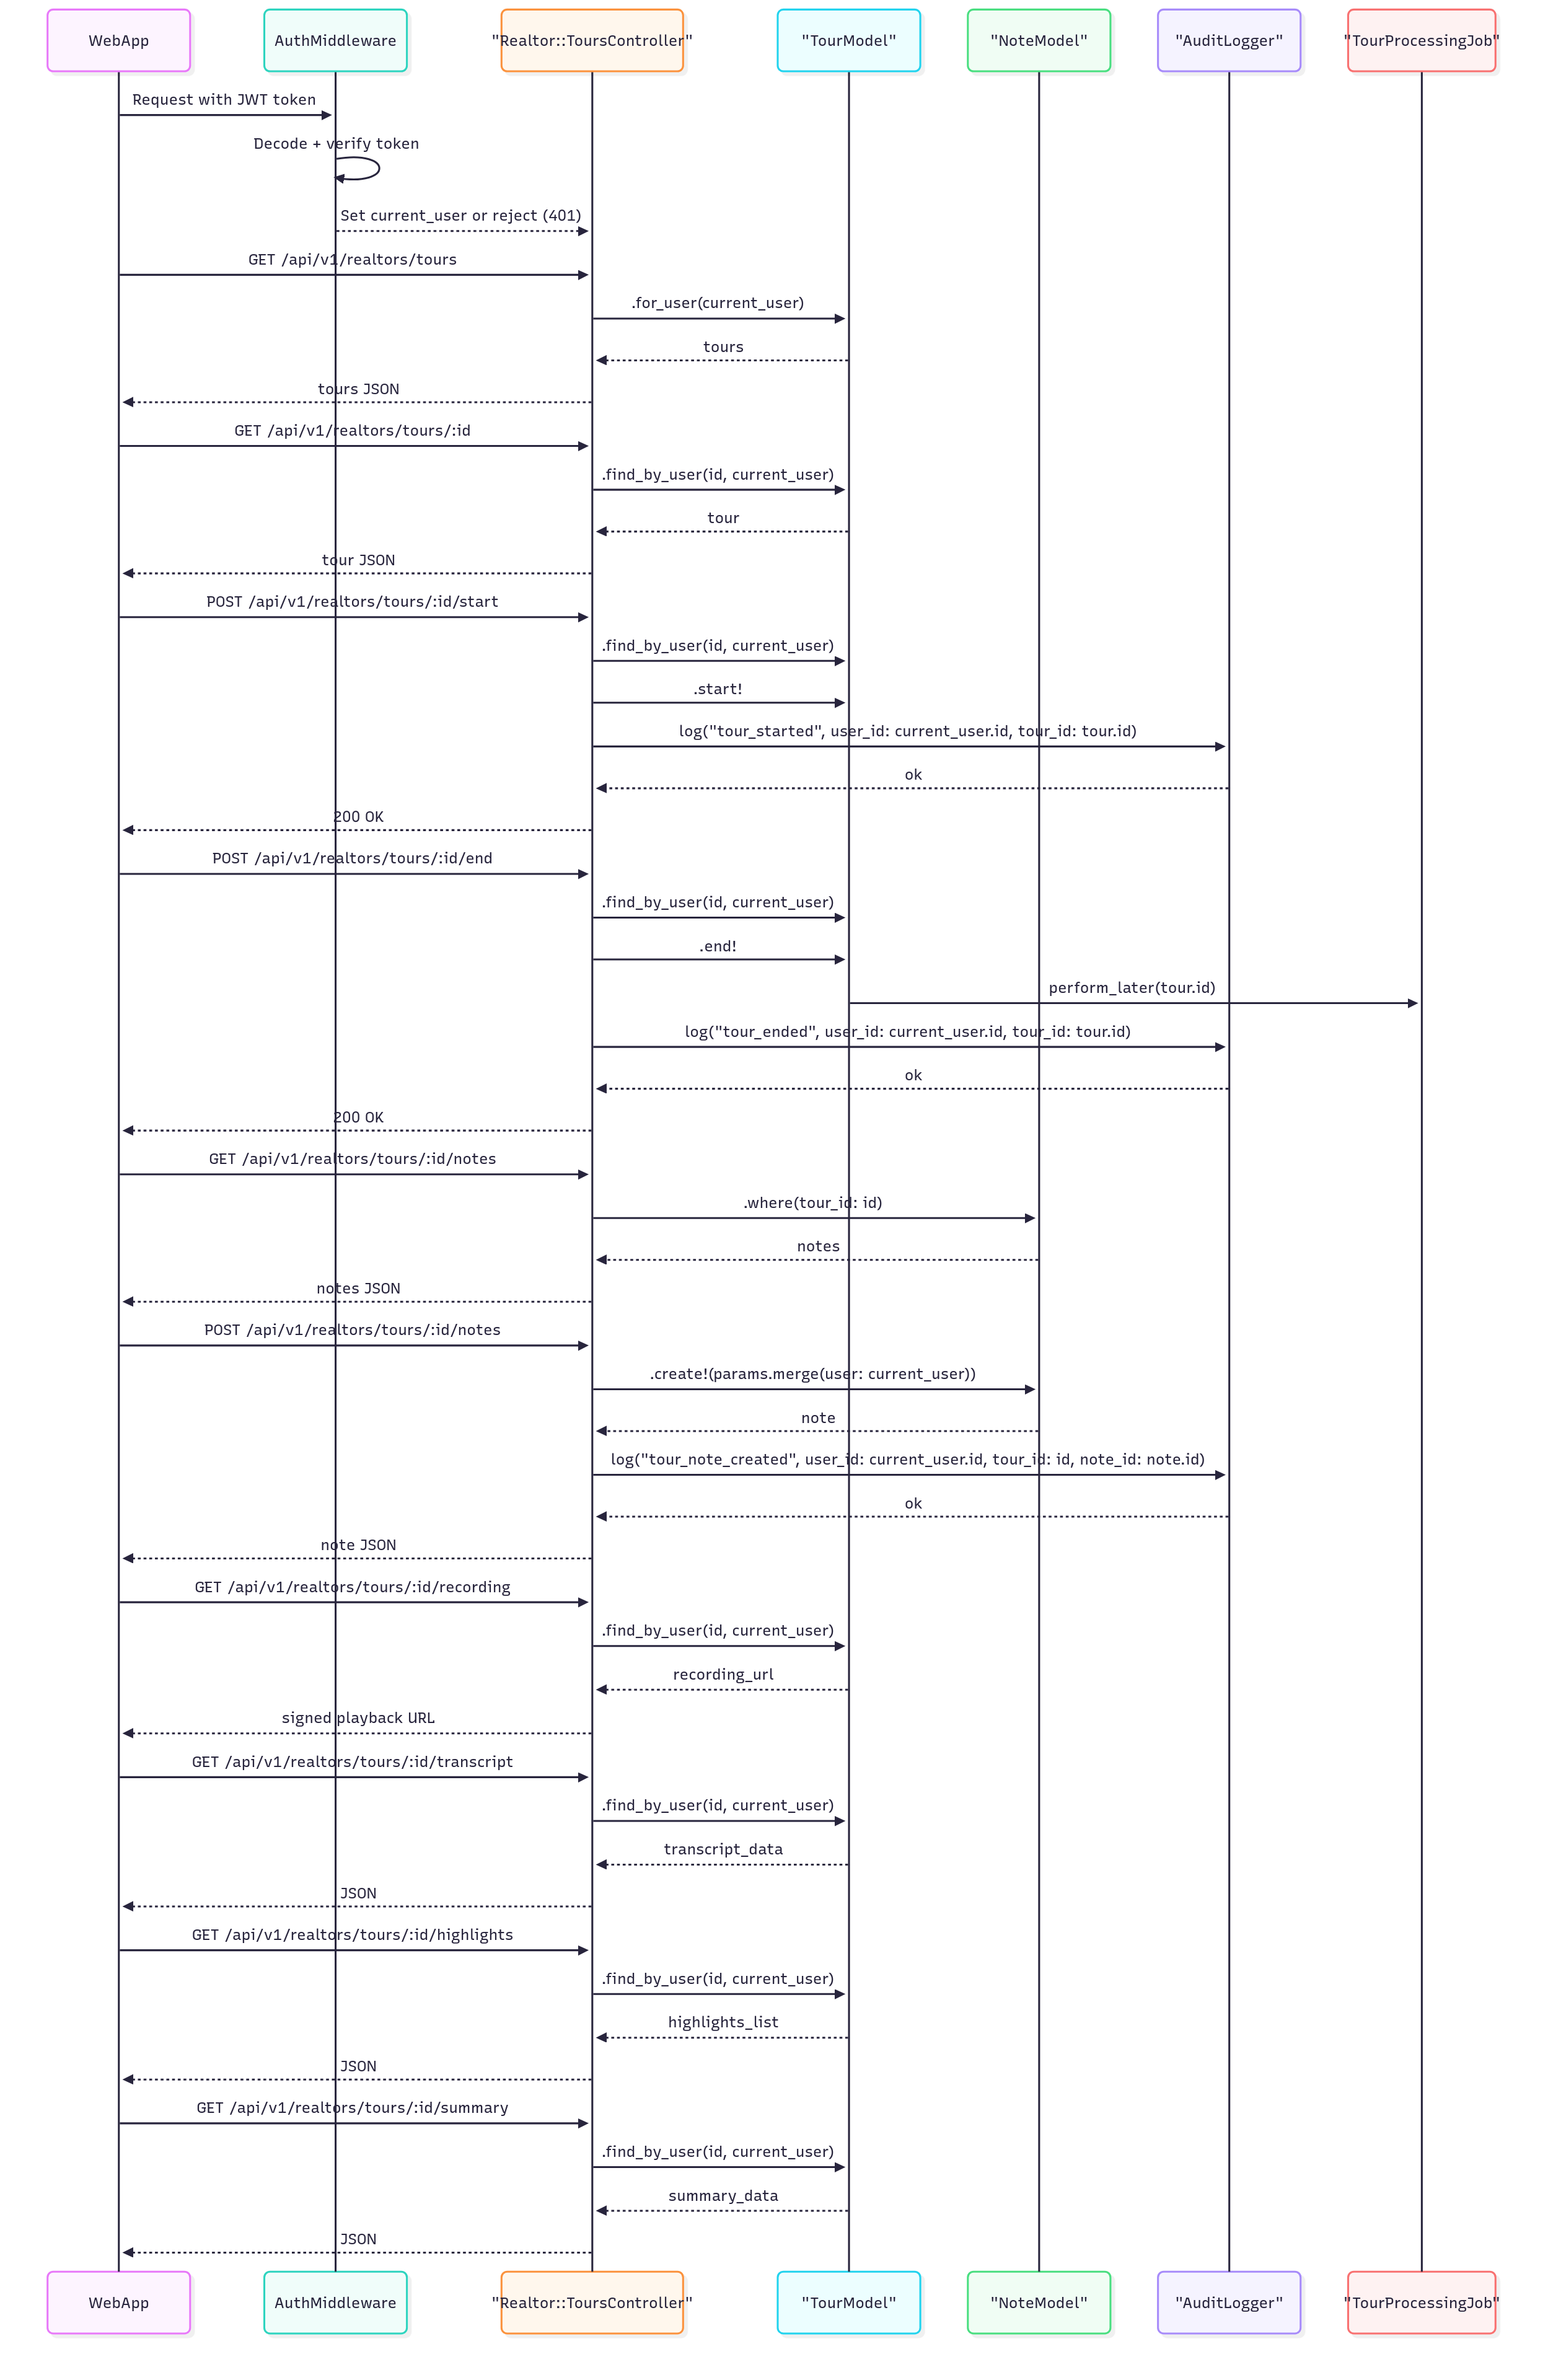 WebApp
AuthMiddleware
"Realtor::ToursController"
"TourModel"
"NoteModel"
"AuditLogger"
"TourProcessingJob"
Request with JWT token
Decode + verify token
Set current_user or reject (401)
GET /api/v1/realtors/tours
.for_user(current_user)
tours
tours JSON
GET /api/v1/realtors/tours/:id
.find_by_user(id, current_user)
tour
tour JSON
POST /api/v1/realtors/tours/:id/start
.find_by_user(id, current_user)
.start!
log("tour_started", user_id: current_user.id, tour_id: tour.id)
ok
200 OK
POST /api/v1/realtors/tours/:id/end
.find_by_user(id, current_user)
.end!
perform_later(tour.id)
log("tour_ended", user_id: current_user.id, tour_id: tour.id)
ok
200 OK
GET /api/v1/realtors/tours/:id/notes
.where(tour_id: id)
notes
notes JSON
POST /api/v1/realtors/tours/:id/notes
.create!(params.merge(user: current_user))
note
log("tour_note_created", user_id: current_user.id, tour_id: id, note_id: note.id)
ok
note JSON
GET /api/v1/realtors/tours/:id/recording
.find_by_user(id, current_user)
recording_url
signed playback URL
GET /api/v1/realtors/tours/:id/transcript
.find_by_user(id, current_user)
transcript_data
JSON
GET /api/v1/realtors/tours/:id/highlights
.find_by_user(id, current_user)
highlights_list
JSON
GET /api/v1/realtors/tours/:id/summary
.find_by_user(id, current_user)
summary_data
JSON
WebApp
AuthMiddleware
"Realtor::ToursController"
"TourModel"
"NoteModel"
"AuditLogger"
"TourProcessingJob"